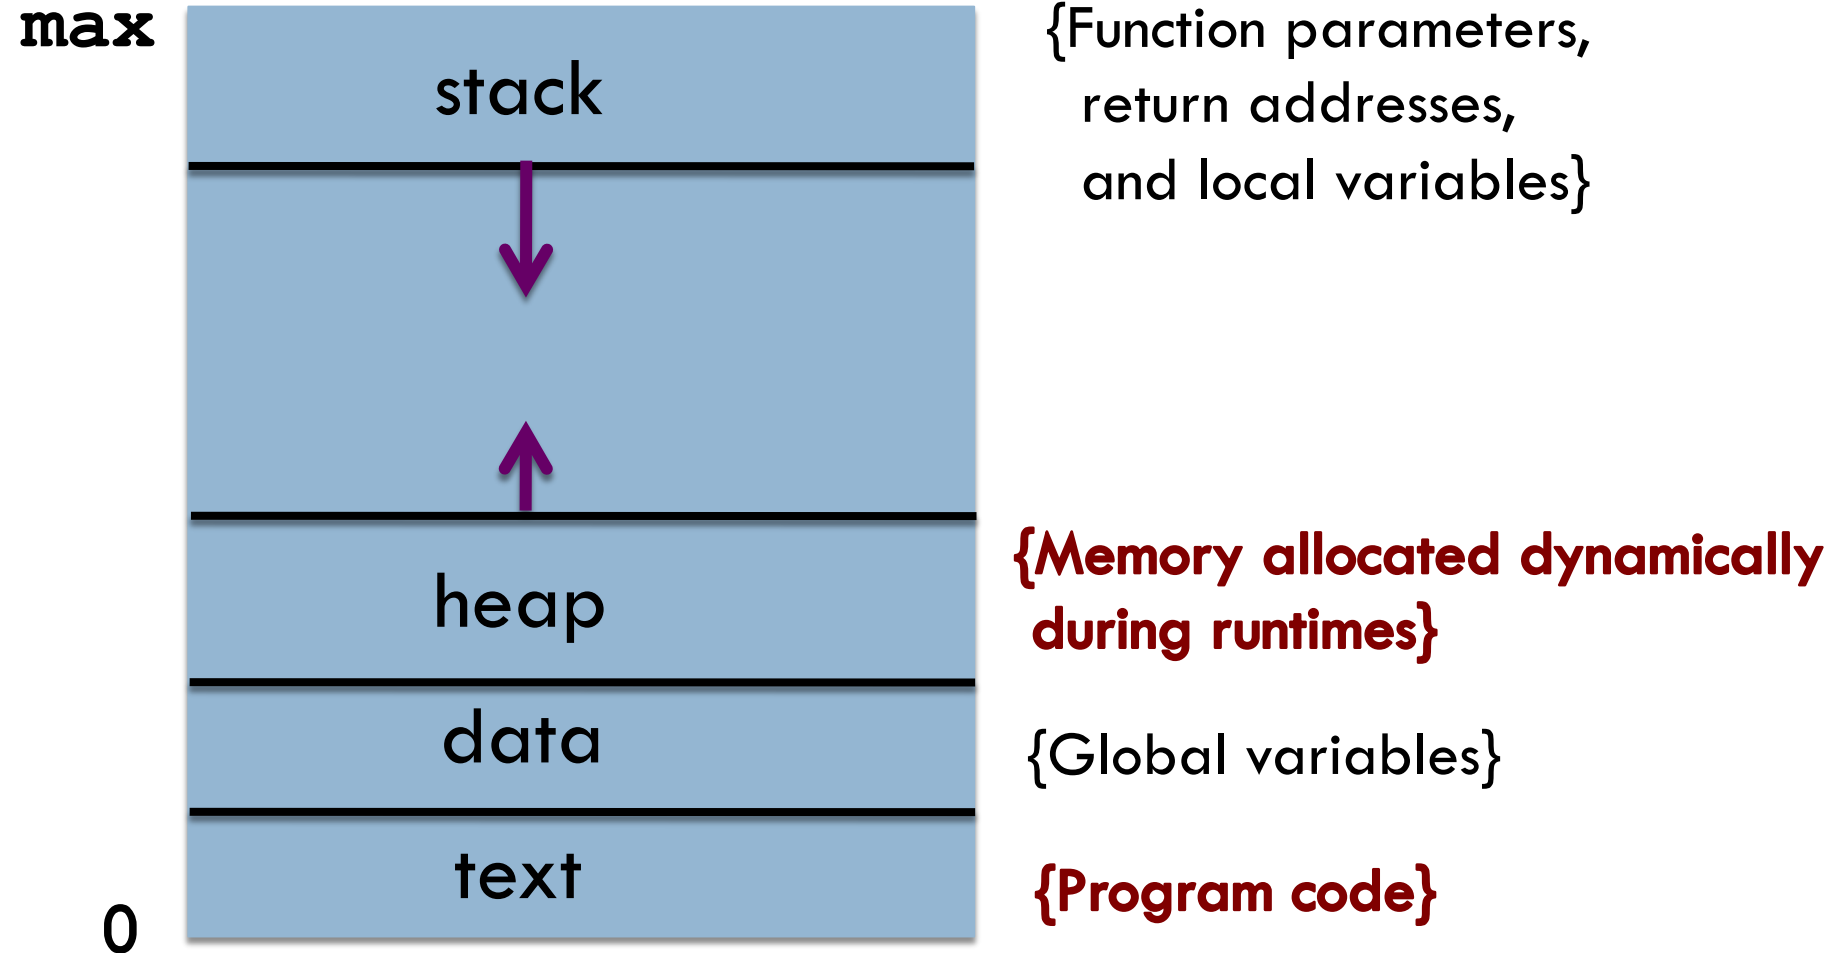 max
stack
{Function parameters,
return addresses,
and local variables}
heap
{Memory allocated dynamically
during runtimes}
data
{Global variables}
text
{Program code}
0